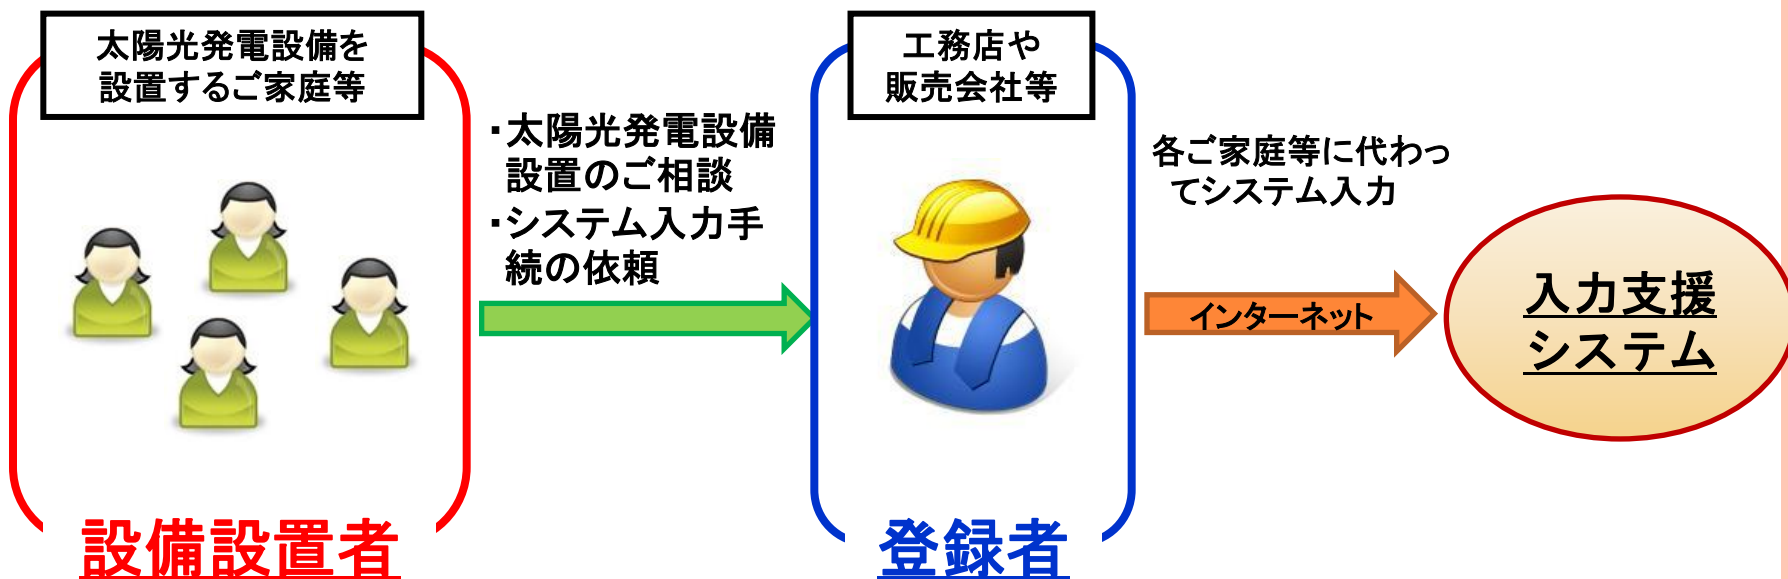 太陽光発電設備を
設置するご家庭等
・太陽光発電設備
設置のご相談
・システム入力手
続の依頼
工務店や
販売会社等
各ご家庭等に代わっ
てシステム入力
インターネット
入力支援
システム
設備設置者
登録者